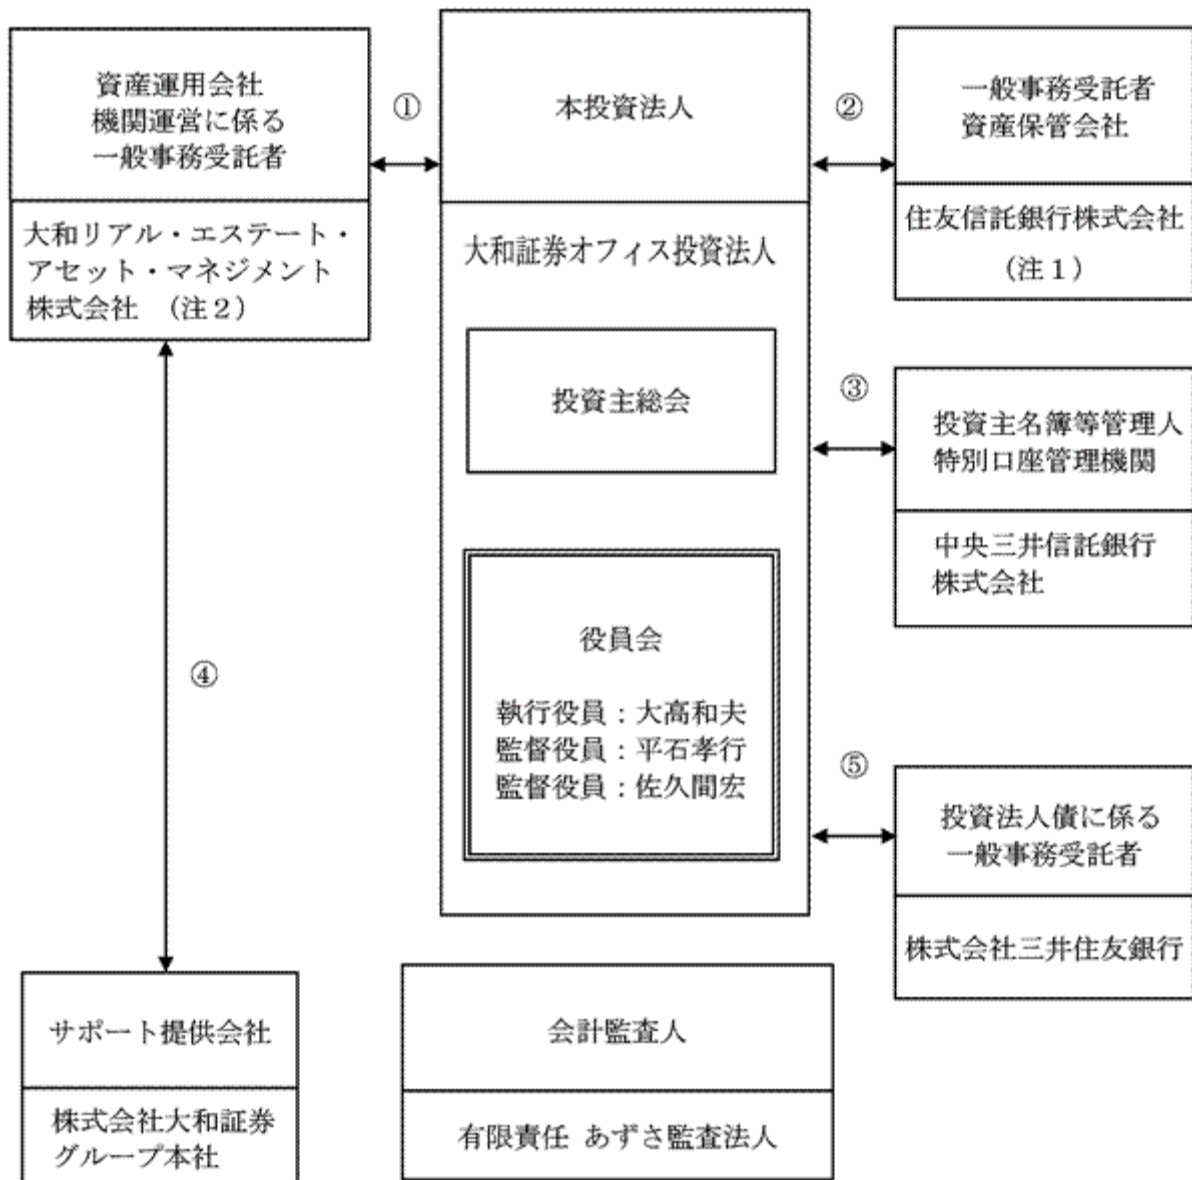 資産運用会社
機関運営に係る
一般事務受託者
大和リアル・エステート・
アセット・マネジメント
株式会社 （注２）
①
本投資法人
大和証券オフィス投資法人
投資主総会
役員会
執行役員：大高和夫
監督役員：平石孝行
監督役員：佐久間宏
②
一般事務受託者
資産保管会社
住友信託銀行株式会社
（注１）
③
投資主名簿等管理人
特別口座管理機関
中央三井信託銀行
株式会社
④
⑤
投資法人債に係る
一般事務受託者
株式会社三井住友銀行
サポート提供会社
株式会社大和証券
グループ本社
会計監査人
有限責任 あずさ監査法人